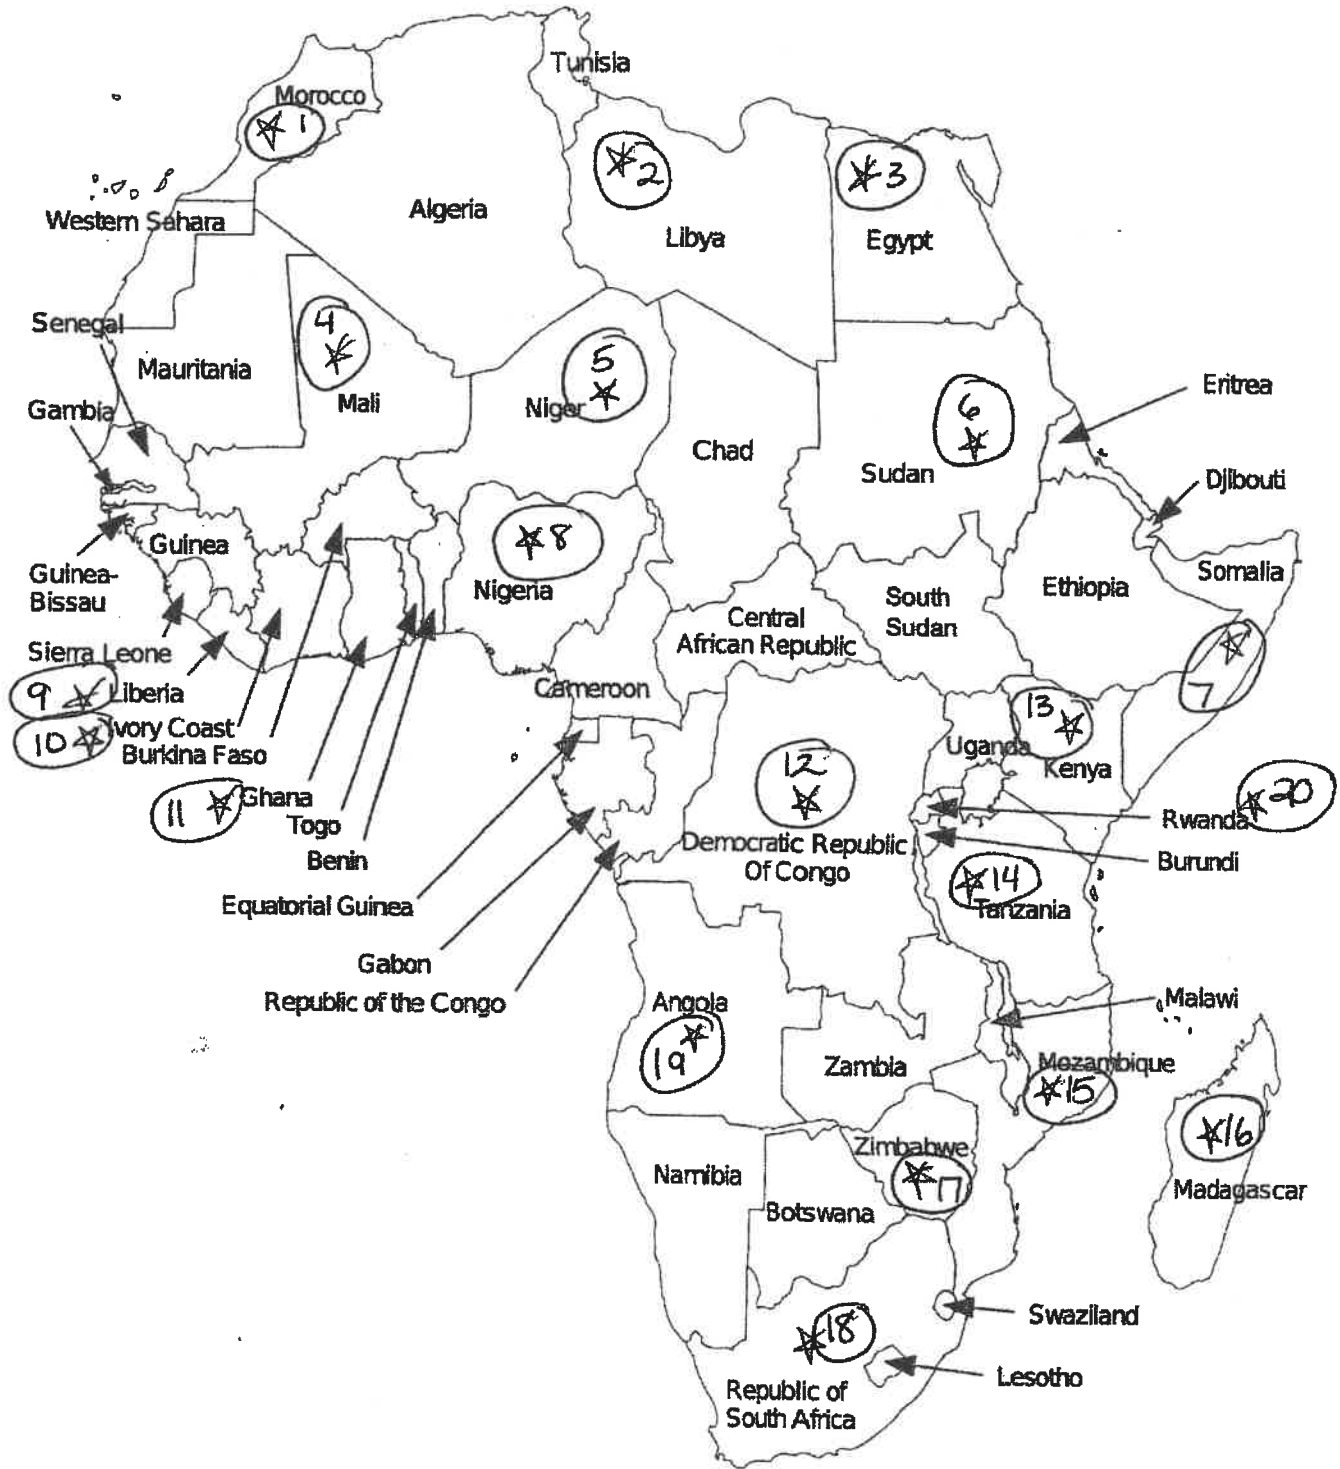 Tunisia
Morocco
1
2
3
Algeria
Western Sahara
Libya
Egypt
Senegal
4
5
Mauritania
Mali
Niger
6
Eritrea
Gambia
Chad
Sudan
Djibouti
8
Guinea
Nigeria
Guinea-
Bissau
Ethiopia
Somalia
South
Sudan
Central
African Republic
Sierra Leone
9
Liberia
7
Cameroon
13
10
Ivory Coast
Burkina Faso
Uganda
Kenya
12
20
11
Ghana
Togo
Rwanda
Democratic Republic
Of Congo
Benin
Burundi
14
Tanzania
Equatorial Guinea
Gabon
Republic of the Congo
Angola
Malawi
19
Zambia
Mozambique
15
16
Zimbabwe
17
Namibia
Madagascar
Botswana
18
Swaziland
Lesotho
Republic of
South Africa